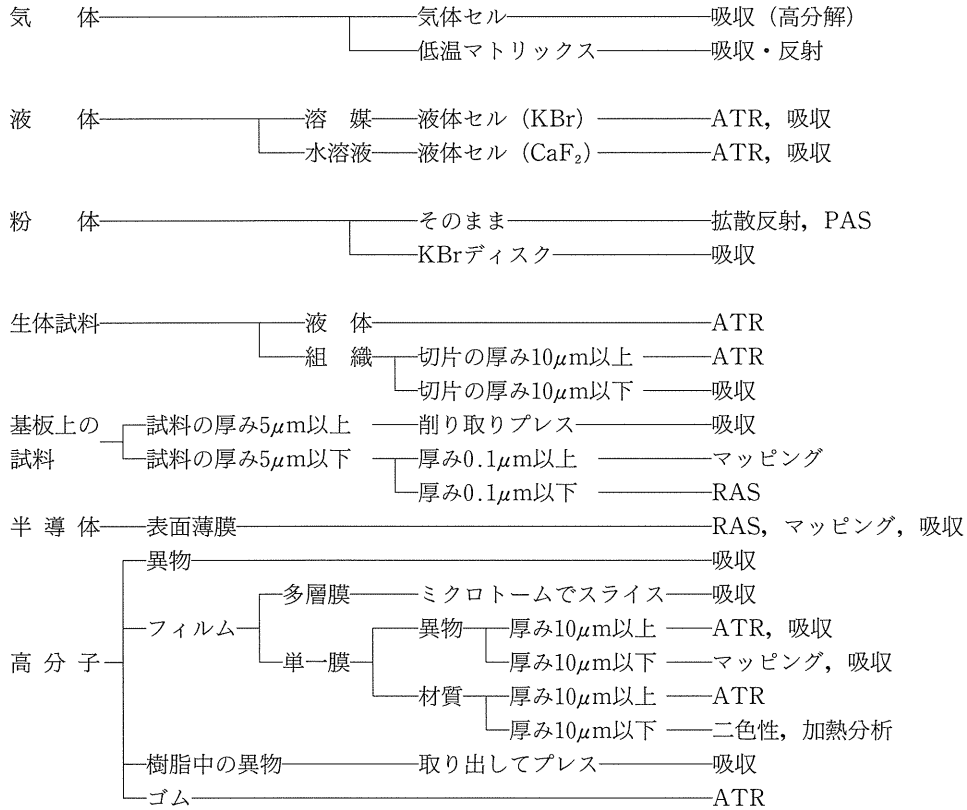 気　体　気体セル　吸収（高分解）
低温マトリックス　吸収・反射
液　体　溶　媒　液体セル（KBr）　ATR，吸収
水溶液　液体セル（CaF₂）　ATR，吸収
粉　体　そのまま　拡散反射，PAS
KBrディスク　吸収
生体試料　液　体　ATR
組　織　切片の厚み10μm以上　ATR
切片の厚み10μm以下　吸収
基板上の　試料の厚み5μm以上　削り取りプレス　吸収
試料　試料の厚み5μm以下　厚み0.1μm以上　マッピング
厚み0.1μm以下　RAS
半 導 体　表面薄膜　RAS，マッピング，吸収
異物　吸収
多層膜　ミクロトームでスライス　吸収
フィルム　異物　厚み10μm以上　ATR，吸収
高 分 子　単一膜　厚み10μm以下　マッピング，吸収
材質　厚み10μm以上　ATR
厚み10μm以下　二色性，加熱分析
樹脂中の異物　取り出してプレス　吸収
ゴム　ATR